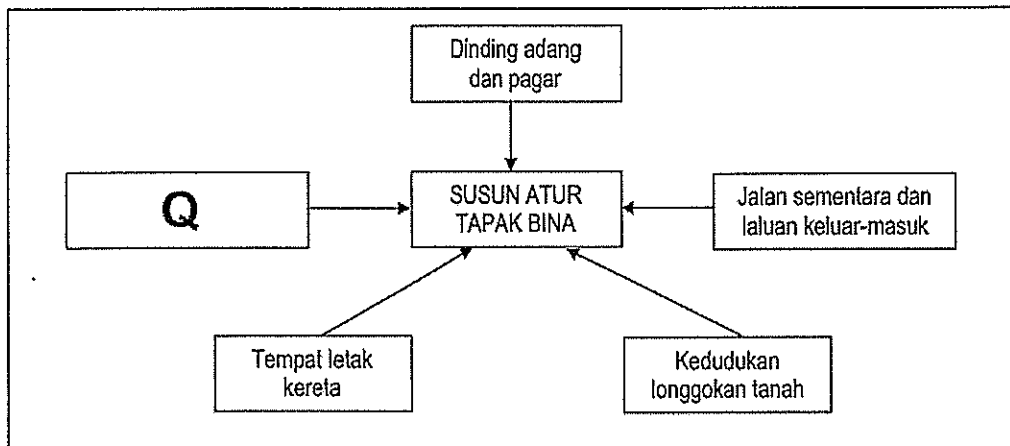 Dinding adang
dan pagar
Q
SUSUN ATUR
TAPAK BINA
Jalan sementara dan
laluan keluar-masuk
Tempat letak
kereta
Kedudukan
longgokan tanah